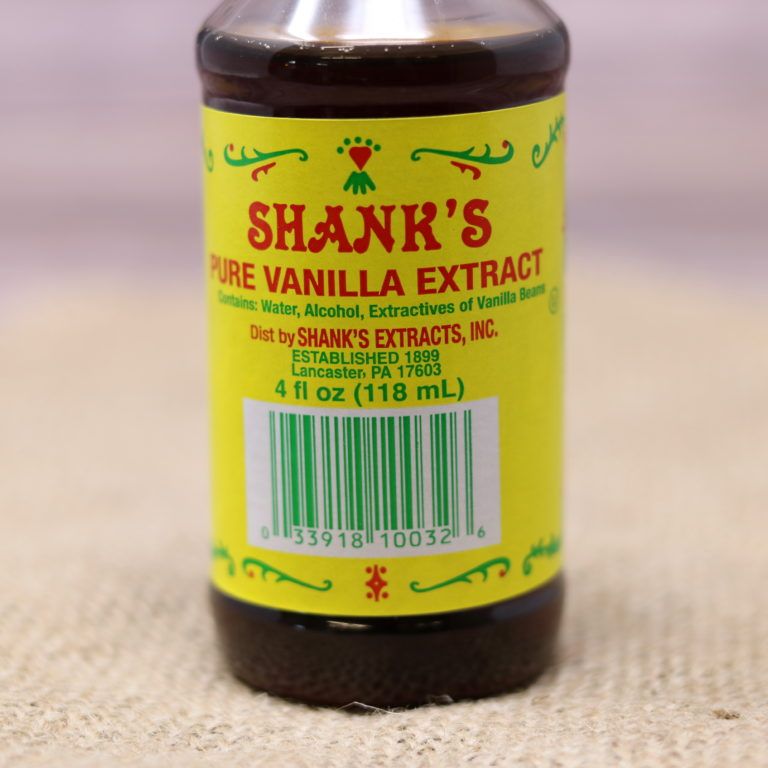 SHANK'S
PURE VANILLA EXTRACT
Contains: Water, Alcohol, Extractives of Vanilla Beans
Dist by SHANK'S EXTRACTS, INC.
ESTABLISHED 1899
Lancaster, PA 17603
4 fl oz (118 mL)
0 33918 10032 6